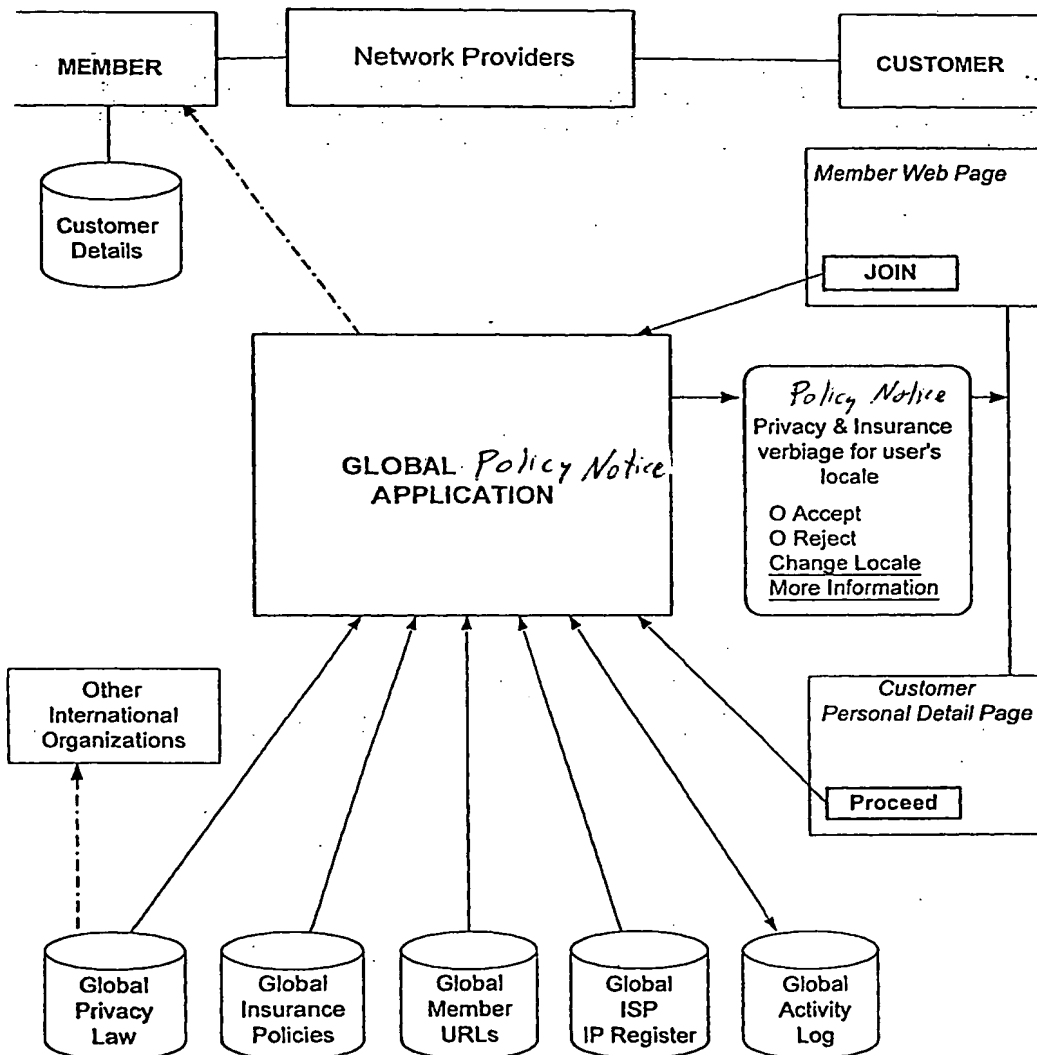 MEMBER
Network Providers
CUSTOMER
Customer
Details
Member Web Page
JOIN
GLOBAL Policy Notice
APPLICATION
Policy Notice
Privacy & Insurance
verbiage for user's
locale
O Accept
O Reject
Change Locale
More Information
Other
International
Organizations
Customer
Personal Detail Page
Proceed
Global
Privacy
Law
Global
Insurance
Policies
Global
Member
URLs
Global
ISP
IP Register
Global
Activity
Log